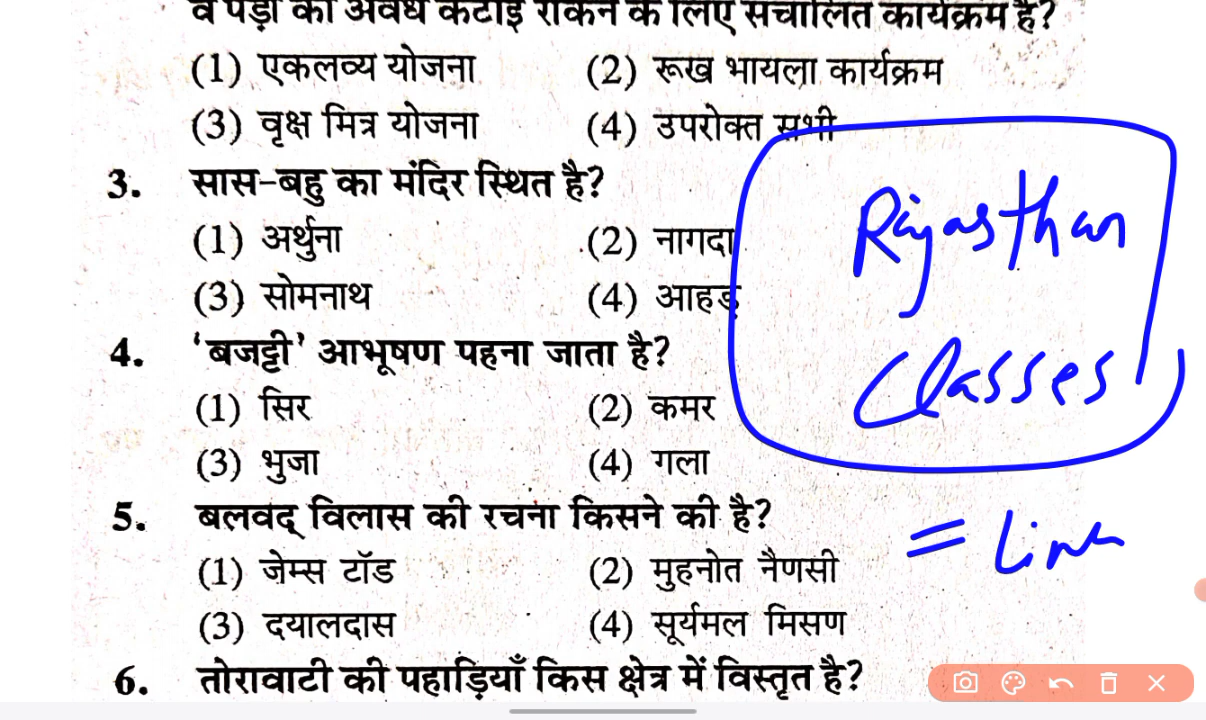 व पेड़ों की अवैध कटाई रोकने के लिए संचालित कार्यक्रम है?
(1) एकलव्य योजना (2) रूख भायला कार्यक्रम
(3) वृक्ष मित्र योजना (4) उपरोक्त सभी
3. सास-बहु का मंदिर स्थित है?
(1) अर्थुना (2) नागदा
(3) सोमनाथ (4) आहड़
4. 'बजट्टी' आभूषण पहना जाता है?
(1) सिर (2) कमर
(3) भुजा (4) गला
5. बलवद् विलास की रचना किसने की है?
(1) जेम्स टॉड (2) मुहनोत नैणसी
(3) दयालदास (4) सूर्यमल मिसण
6. तोरावाटी की पहाड़ियाँ किस क्षेत्र में विस्तृत है?
Rajasthan
Classes
=